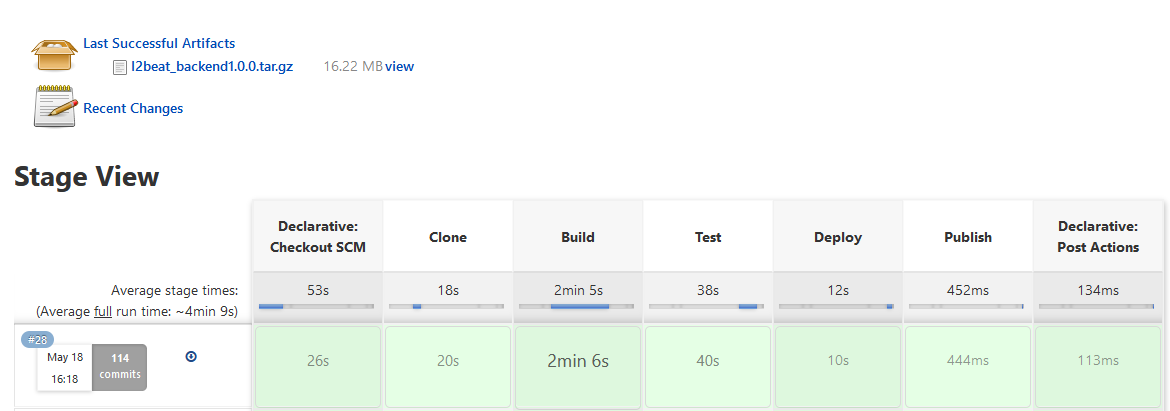 Last Successful Artifacts
l2beat_backend1.0.0.tar.gz 16.22 MB view
Recent Changes
Stage View
Declarative: Checkout SCM
Clone
Build
Test
Deploy
Publish
Declarative: Post Actions
Average stage times:
(Average full run time: ~4min 9s)
53s 18s 2min 5s 38s 12s 452ms 134ms
#28
May 18
16:18
114
commits
26s 20s 2min 6s 40s 10s 444ms 113ms